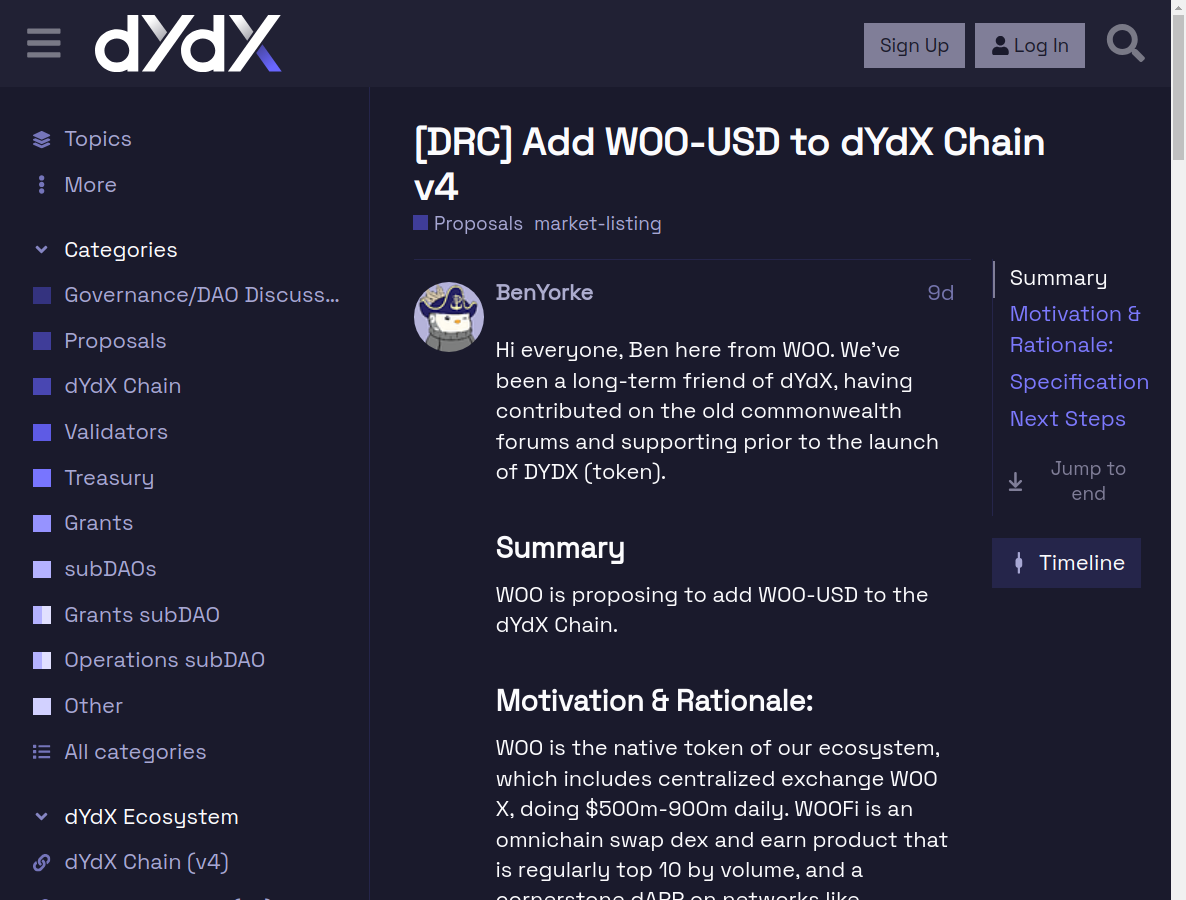 dYdX
Sign Up
Log In
Topics
More
Categories
Governance/DAO Discuss...
Proposals
dYdX Chain
Validators
Treasury
Grants
subDAOs
Grants subDAO
Operations subDAO
Other
All categories
dYdX Ecosystem
dYdX Chain (v4)
[DRC] Add WOO-USD to dYdX Chain
v4
Proposals market-listing
BenYorke 9d
Hi everyone, Ben here from WOO. We've
been a long-term friend of dYdX, having
contributed on the old commonwealth
forums and supporting prior to the launch
of DYDX (token).
Summary
WOO is proposing to add WOO-USD to the
dYdX Chain.
Motivation & Rationale:
WOO is the native token of our ecosystem,
which includes centralized exchange WOO
X, doing $500m-900m daily. WOOFi is an
omnichain swap dex and earn product that
is regularly top 10 by volume, and a
cornerstone dAPP on networks like
Summary
Motivation &
Rationale:
Specification
Next Steps
Jump to
end
Timeline